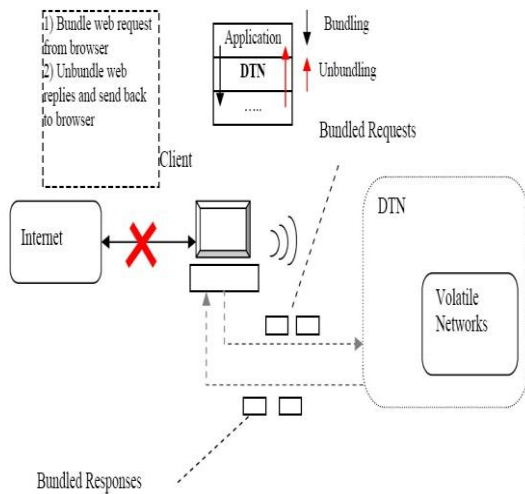 1) Bundle web request
from browser
2) Unbundle web
replies and send back
to browser
Client
Application
DTN
.....
Bundling
Unbundling
Bundled Requests
Internet
DTN
Volatile
Networks
Bundled Responses